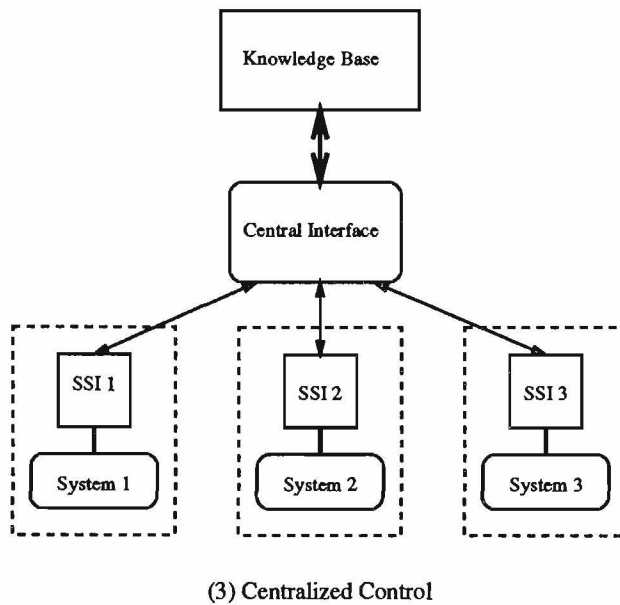 Knowledge Base
Central Interface
SSI 1
SSI 2
SSI 3
System 1
System 2
System 3
(3) Centralized Control